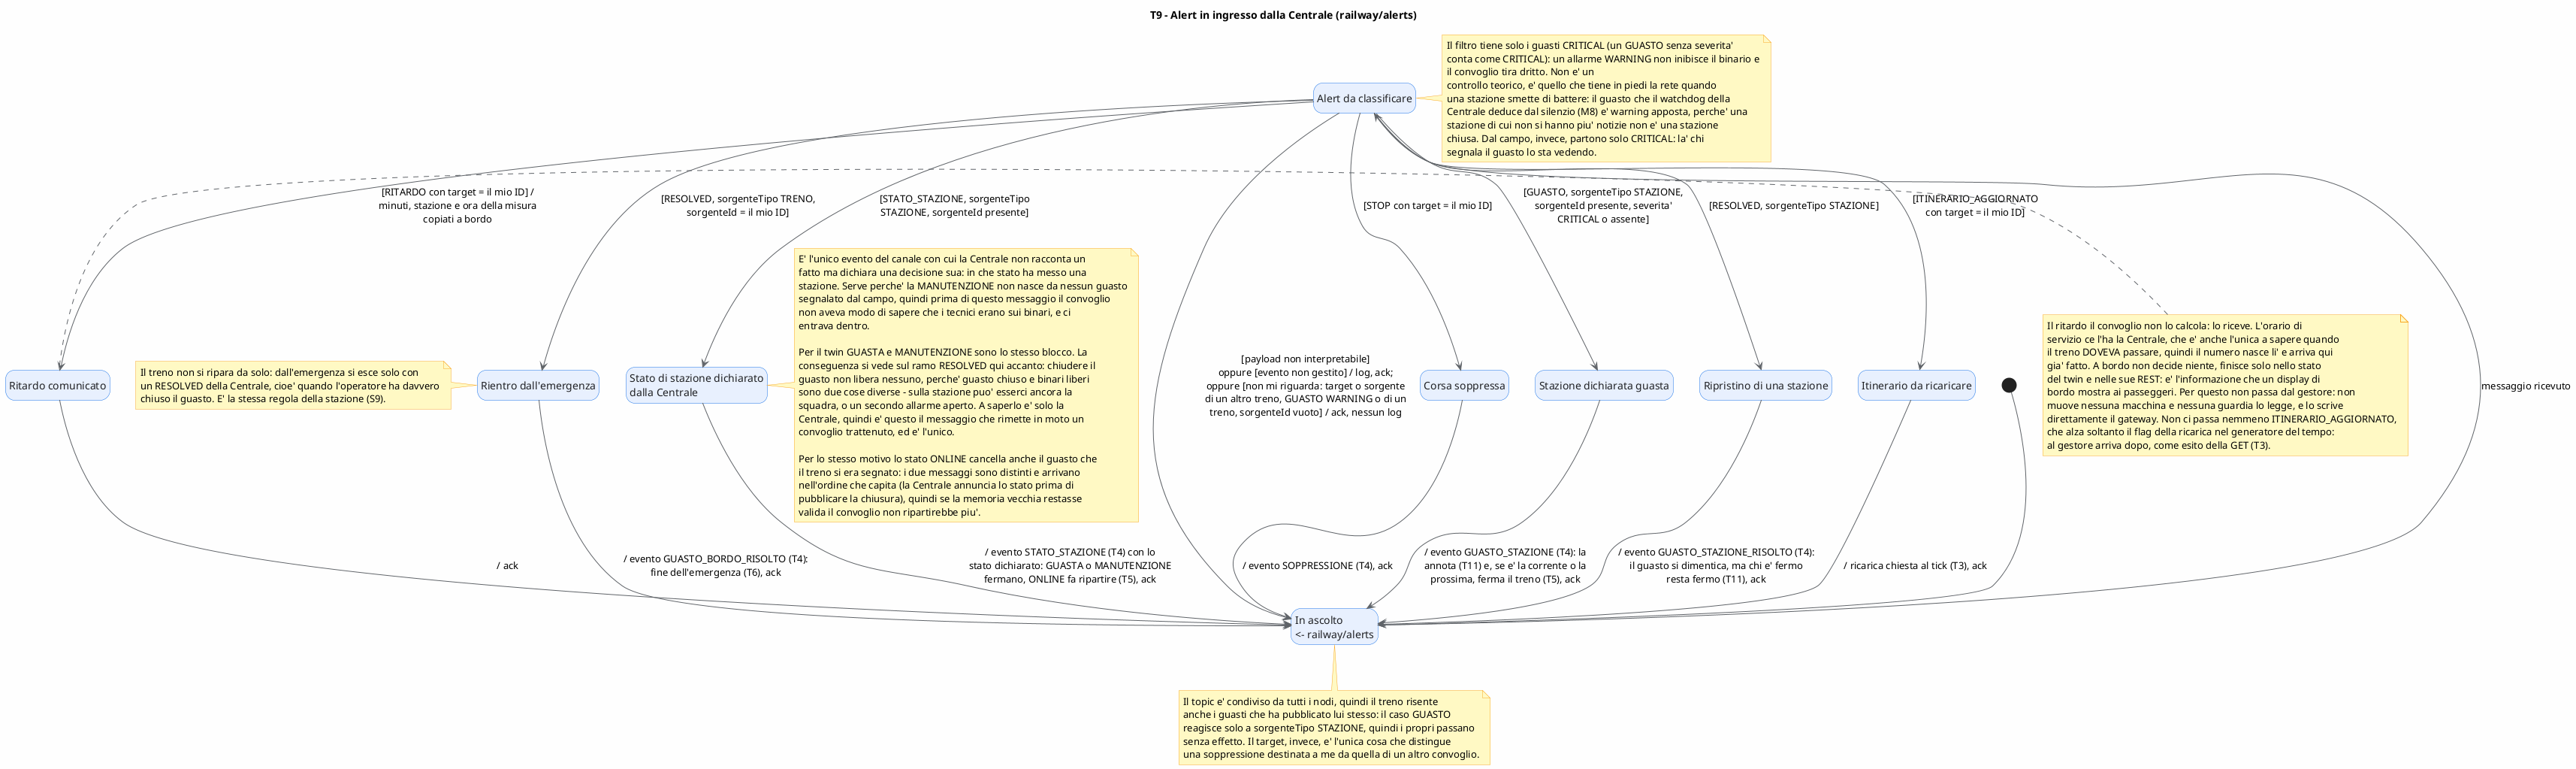 T9 - Alert in ingresso dalla Centrale (railway/alerts)
Il filtro tiene solo i guasti CRITICAL (un GUASTO senza severita'
conta come CRITICAL): un allarme WARNING non inibisce il binario e
il convoglio tira dritto. Non e' un
controllo teorico, e' quello che tiene in piedi la rete quando
una stazione smette di battere: il guasto che il watchdog della
Centrale deduce dal silenzio (M8) e' warning apposta, perche' una
stazione di cui non si hanno piu' notizie non e' una stazione
chiusa. Dal campo, invece, partono solo CRITICAL: la' chi
segnala il guasto lo sta vedendo.
Alert da classificare
[RITARDO con target = il mio ID] /
minuti, stazione e ora della misura
copiati a bordo
[RESOLVED, sorgenteTipo TRENO,
sorgenteId = il mio ID]
[STATO_STAZIONE, sorgenteTipo
STAZIONE, sorgenteId presente]
[STOP con target = il mio ID]
[GUASTO, sorgenteTipo STAZIONE,
sorgenteId presente, severita'
CRITICAL o assente]
[RESOLVED, sorgenteTipo STAZIONE]
[ITINERARIO_AGGIORNATO
con target = il mio ID]
E' l'unico evento del canale con cui la Centrale non racconta un
fatto ma dichiara una decisione sua: in che stato ha messo una
stazione. Serve perche' la MANUTENZIONE non nasce da nessun guasto
segnalato dal campo, quindi prima di questo messaggio il convoglio
non aveva modo di sapere che i tecnici erano sui binari, e ci
entrava dentro.
Per il twin GUASTA e MANUTENZIONE sono lo stesso blocco. La
conseguenza si vede sul ramo RESOLVED qui accanto: chiudere il
guasto non libera nessuno, perche' guasto chiuso e binari liberi
sono due cose diverse - sulla stazione puo' esserci ancora la
squadra, o un secondo allarme aperto. A saperlo e' solo la
Centrale, quindi e' questo il messaggio che rimette in moto un
convoglio trattenuto, ed e' l'unico.
Per lo stesso motivo lo stato ONLINE cancella anche il guasto che
il treno si era segnato: i due messaggi sono distinti e arrivano
nell'ordine che capita (la Centrale annuncia lo stato prima di
pubblicare la chiusura), quindi se la memoria vecchia restasse
valida il convoglio non ripartirebbe piu'.
Il ritardo il convoglio non lo calcola: lo riceve. L'orario di
servizio ce l'ha la Centrale, che e' anche l'unica a sapere quando
il treno DOVEVA passare, quindi il numero nasce li' e arriva qui
gia' fatto. A bordo non decide niente, finisce solo nello stato
del twin e nelle sue REST: e' l'informazione che un display di
bordo mostra ai passeggeri. Per questo non passa dal gestore: non
muove nessuna macchina e nessuna guardia lo legge, e lo scrive
direttamente il gateway. Non ci passa nemmeno ITINERARIO_AGGIORNATO,
che alza soltanto il flag della ricarica nel generatore del tempo:
al gestore arriva dopo, come esito della GET (T3).
Ritardo comunicato
Il treno non si ripara da solo: dall'emergenza si esce solo con
un RESOLVED della Centrale, cioe' quando l'operatore ha davvero
chiuso il guasto. E' la stessa regola della stazione (S9).
Rientro dall'emergenza
Stato di stazione dichiarato
dalla Centrale
[payload non interpretabile]
oppure [evento non gestito] / log, ack;
oppure [non mi riguarda: target o sorgente
di un altro treno, GUASTO WARNING o di un
treno, sorgenteId vuoto] / ack, nessun log
Corsa soppressa
Stazione dichiarata guasta
Ripristino di una stazione
Itinerario da ricaricare
messaggio ricevuto
/ ack
/ evento GUASTO_BORDO_RISOLTO (T4):
fine dell'emergenza (T6), ack
/ evento STATO_STAZIONE (T4) con lo
stato dichiarato: GUASTA o MANUTENZIONE
fermano, ONLINE fa ripartire (T5), ack
/ evento SOPPRESSIONE (T4), ack
/ evento GUASTO_STAZIONE (T4): la
annota (T11) e, se e' la corrente o la
prossima, ferma il treno (T5), ack
/ evento GUASTO_STAZIONE_RISOLTO (T4):
il guasto si dimentica, ma chi e' fermo
resta fermo (T11), ack
/ ricarica chiesta al tick (T3), ack
In ascolto
<- railway/alerts
Il topic e' condiviso da tutti i nodi, quindi il treno risente
anche i guasti che ha pubblicato lui stesso: il caso GUASTO
reagisce solo a sorgenteTipo STAZIONE, quindi i propri passano
senza effetto. Il target, invece, e' l'unica cosa che distingue
una soppressione destinata a me da quella di un altro convoglio.